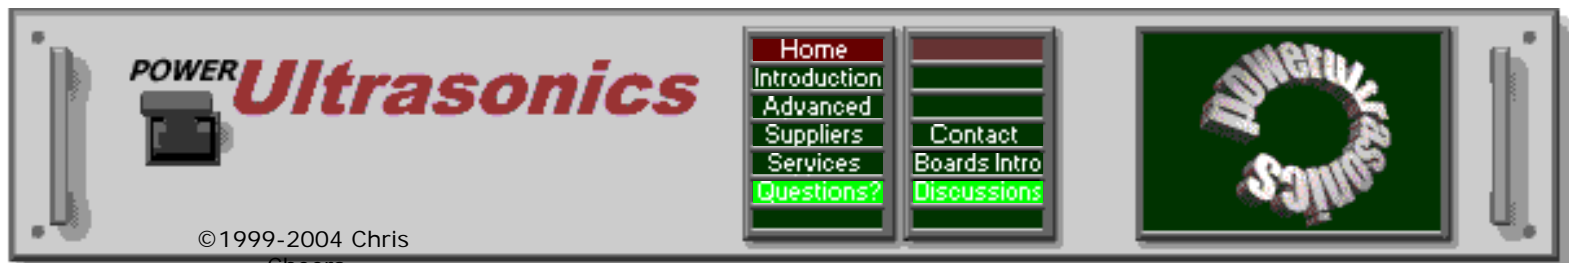 POWER
Ultrasonics
Home
Introduction
Advanced
Suppliers
Services
Questions?
Contact
Boards Intro
Discussions
powerultrasonics
©1999-2004 Chris